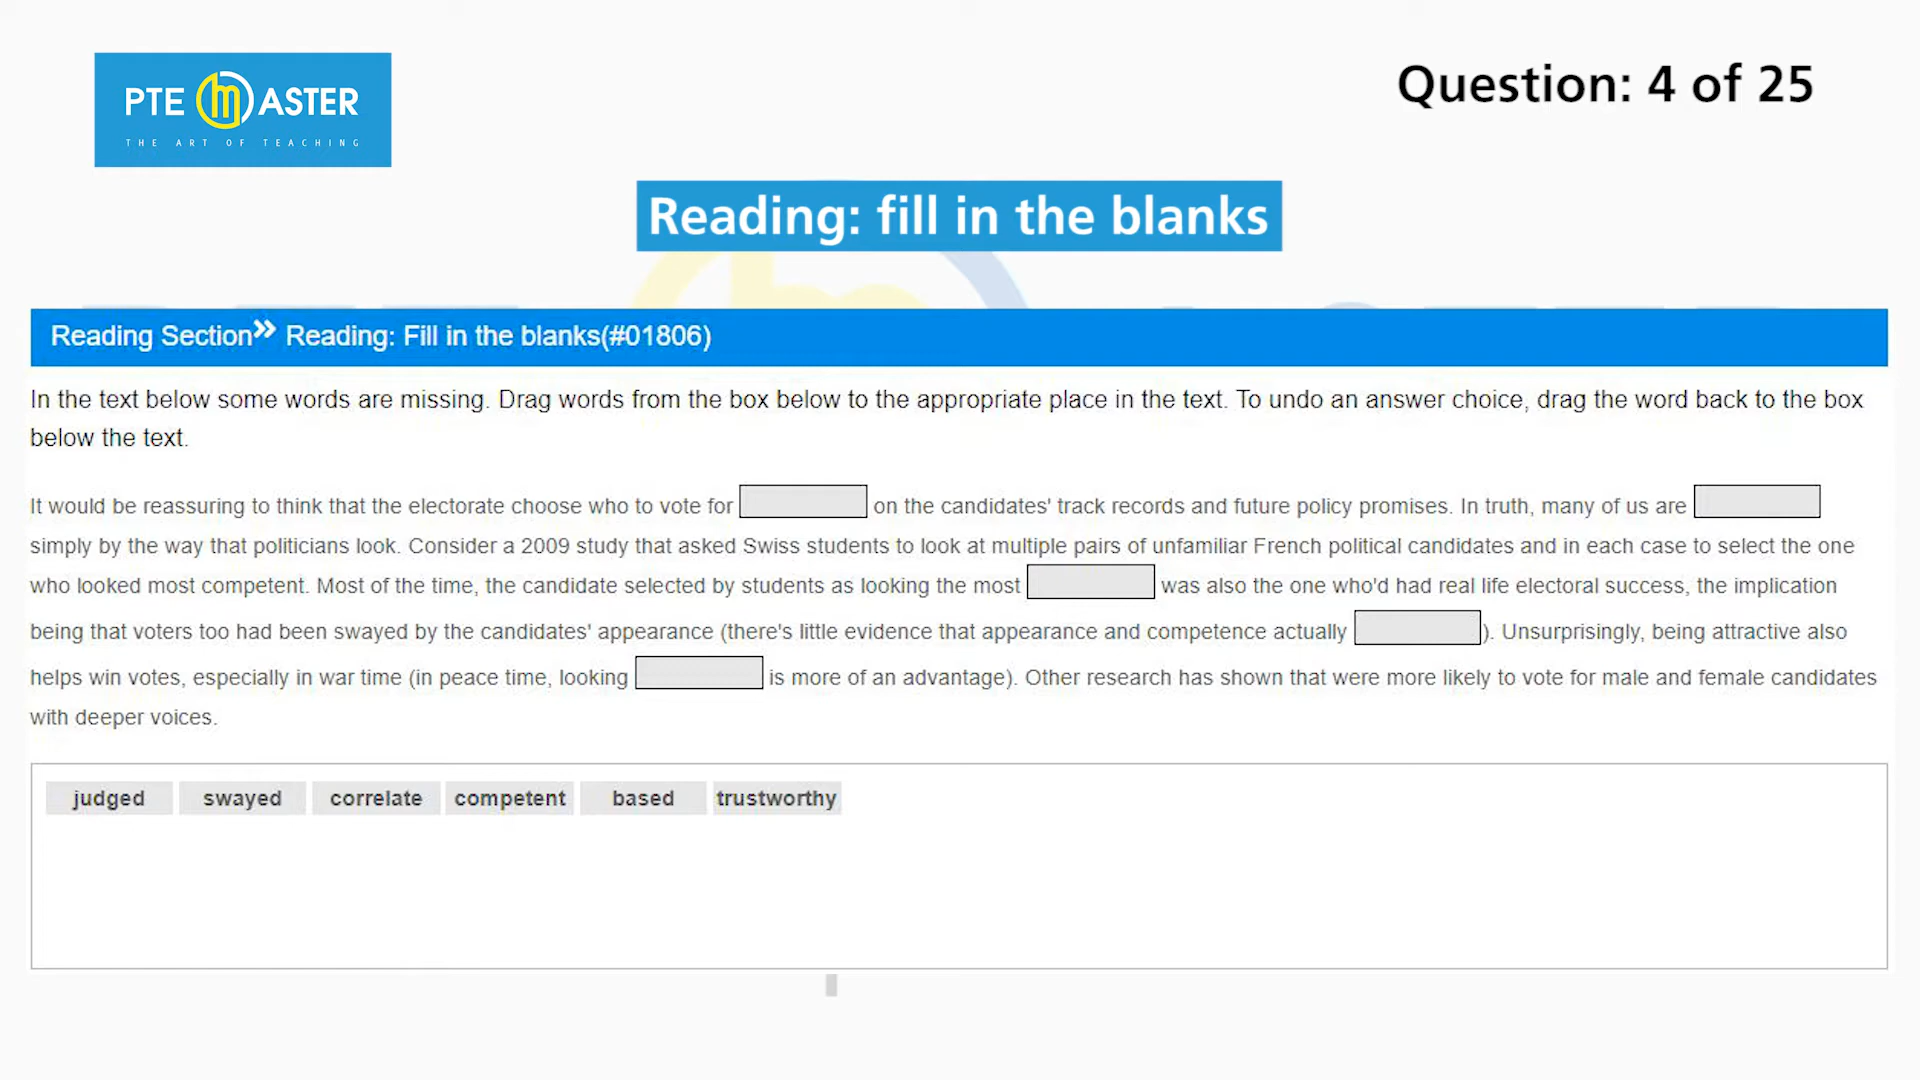 PTE MASTER
THE ART OF TEACHING
Question: 4 of 25
Reading: fill in the blanks
Reading Section» Reading: Fill in the blanks(#01806)
In the text below some words are missing. Drag words from the box below to the appropriate place in the text. To undo an answer choice, drag the word back to the box
below the text.
It would be reassuring to think that the electorate choose who to vote for on the candidates' track records and future policy promises. In truth, many of us are
simply by the way that politicians look. Consider a 2009 study that asked Swiss students to look at multiple pairs of unfamiliar French political candidates and in each case to select the one
who looked most competent. Most of the time, the candidate selected by students as looking the most was also the one who'd had real life electoral success, the implication
being that voters too had been swayed by the candidates' appearance (there's little evidence that appearance and competence actually ). Unsurprisingly, being attractive also
helps win votes, especially in war time (in peace time, looking is more of an advantage). Other research has shown that were more likely to vote for male and female candidates
with deeper voices.
judged swayed correlate competent based trustworthy